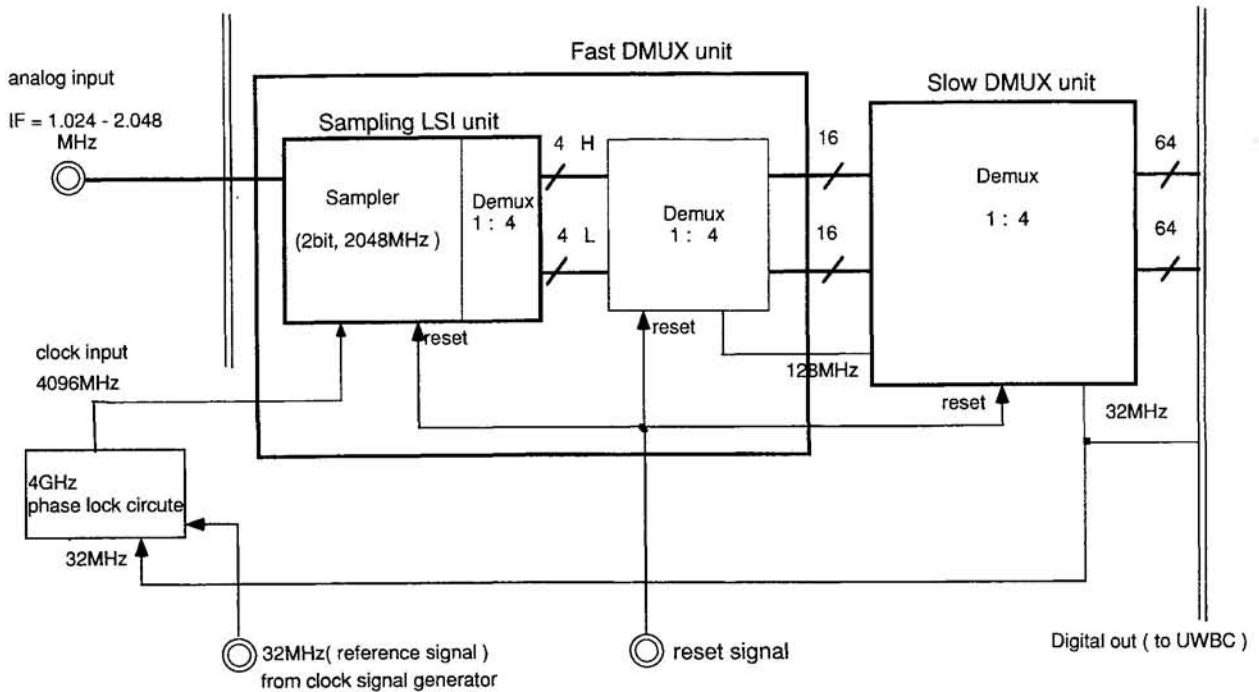 Fast DMUX unit
analog input
IF = 1.024 - 2.048
MHz
Slow DMUX unit
Sampling LSI unit
4 H
16
64
Sampler
(2bit, 2048MHz )
Demux
1 : 4
Demux
1 : 4
Demux
1 : 4
4 L
16
64
reset
reset
clock input
4096MHz
128MHz
reset
32MHz
4GHz
phase lock circute
32MHz
32MHz( reference signal )
from clock signal generator
reset signal
Digital out ( to UWBC )